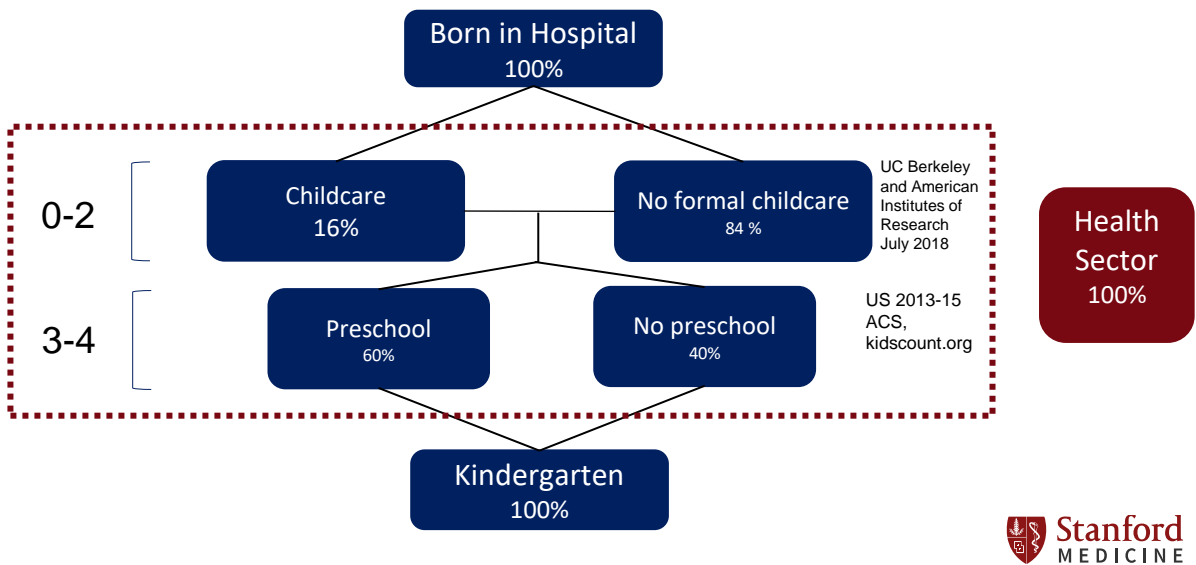 Born in Hospital
100%
0-2
Childcare
16%
No formal childcare
84 %
UC Berkeley
and American
Institutes of
Research
July 2018
Health
Sector
100%
3-4
Preschool
60%
No preschool
40%
US 2013-15
ACS,
kidscount.org
Kindergarten
100%
Stanford
MEDICINE